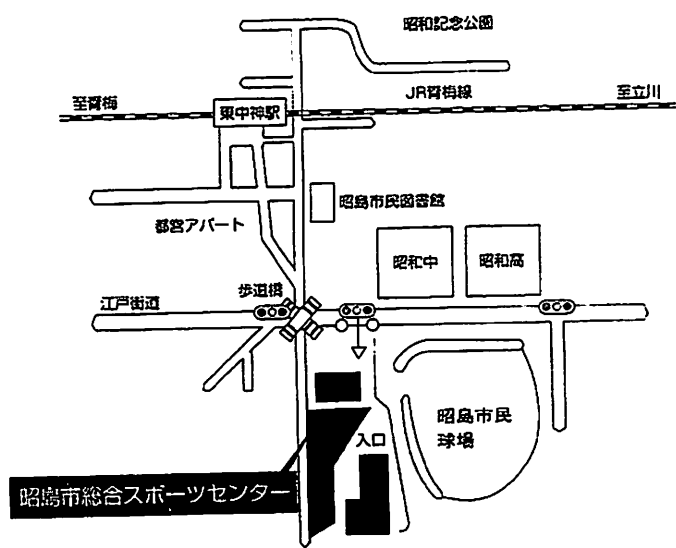 昭和記念公園
至青梅
JR青梅線
至立川
東中神駅
昭島市民図書館
都営アパート
昭和中
昭和高
歩道橋
江戸街道
昭島市民
球場
入口
昭島市総合スポーツセンター